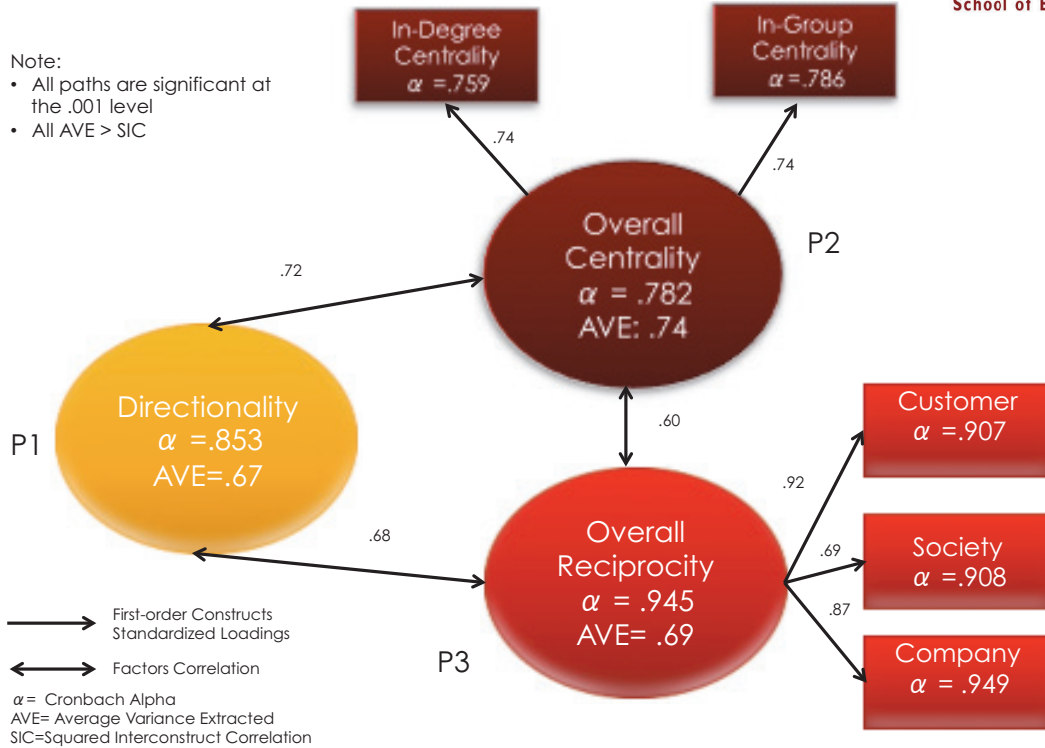 School of E
Note:
• All paths are significant at
the .001 level
• All AVE > SIC
In-Degree
Centrality
α =.759
In-Group
Centrality
α =.786
.74
.74
Overall
Centrality
α = .782
AVE: .74
P2
.72
Directionality
α =.853
AVE=.67
P1
.60
.68
Overall
Reciprocity
α = .945
AVE= .69
P3
.92
.69
.87
Customer
α =.907
Society
α =.908
Company
α =.949
First-order Constructs
Standardized Loadings
Factors Correlation
α= Cronbach Alpha
AVE= Average Variance Extracted
SIC=Squared Interconstruct Correlation